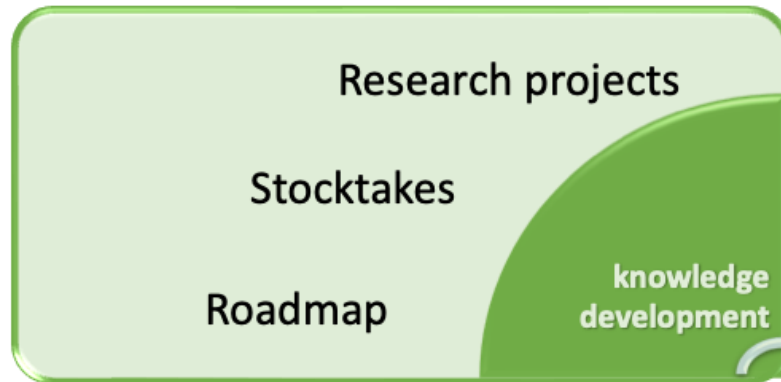 Research projects
Stocktakes
Roadmap
knowledge
development